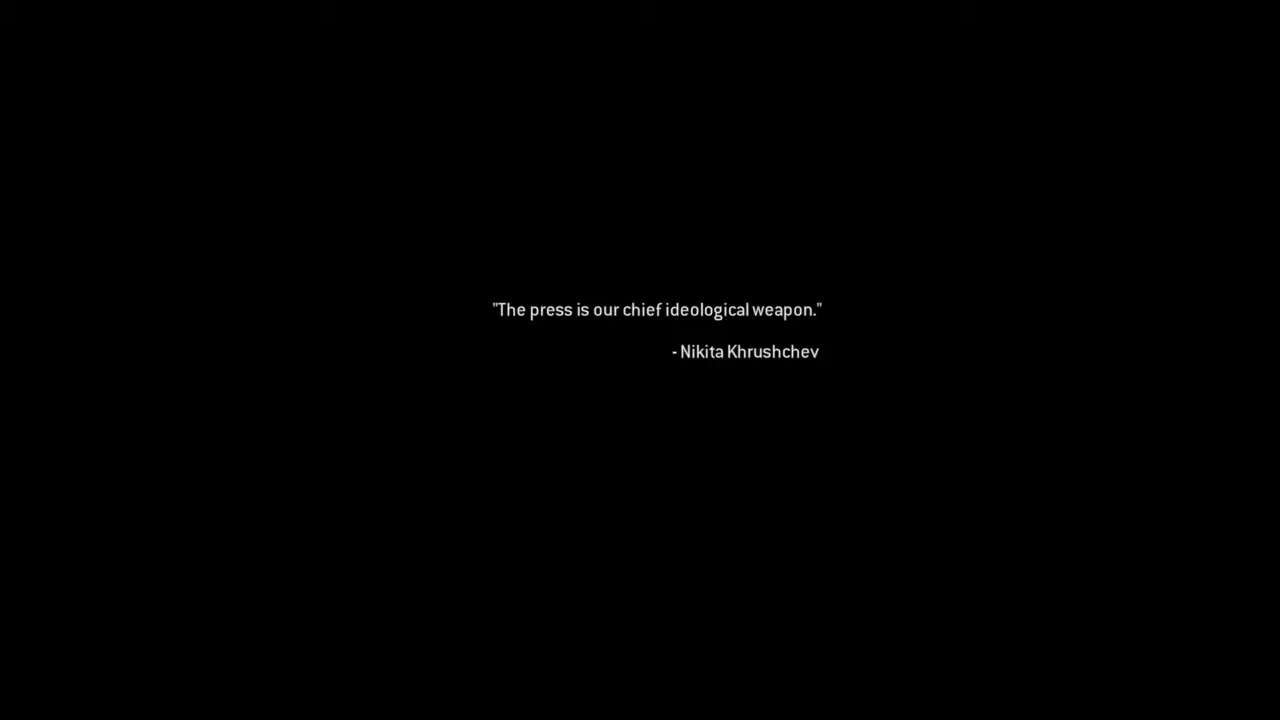 "The press is our chief ideological weapon."
- Nikita Khrushchev